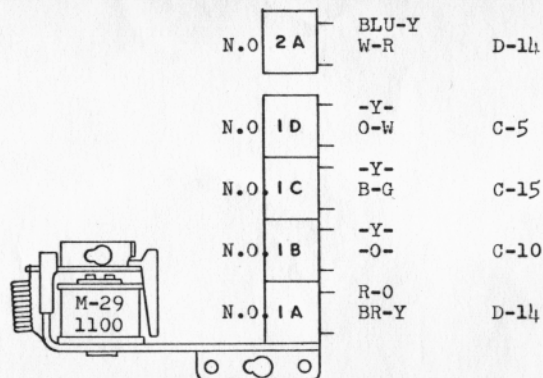 BLU-Y
N.O 2A W-R D-14
-Y-
N.O 1D O-W C-5
-Y-
N.O. 1C B-G C-15
-Y-
N.O. 1B -O- C-10
R-O
N.O. 1A BR-Y D-14
M-29
1100